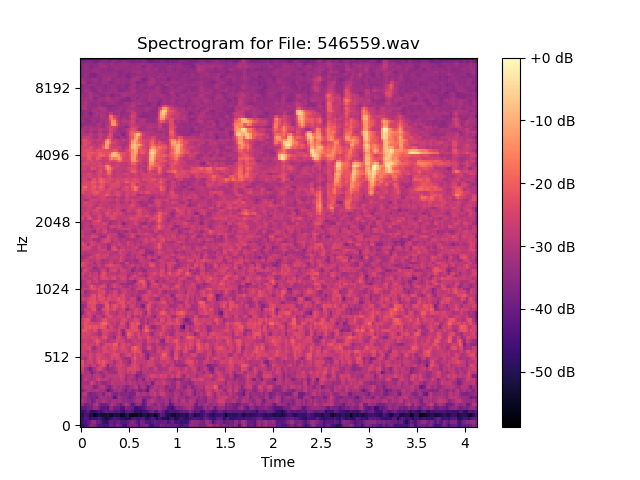 Spectrogram for File: 546559.wav
Hz
8192
4096
2048
1024
512
0
0 0.5 1 1.5 2 2.5 3 3.5 4
Time
+0 dB
-10 dB
-20 dB
-30 dB
-40 dB
-50 dB